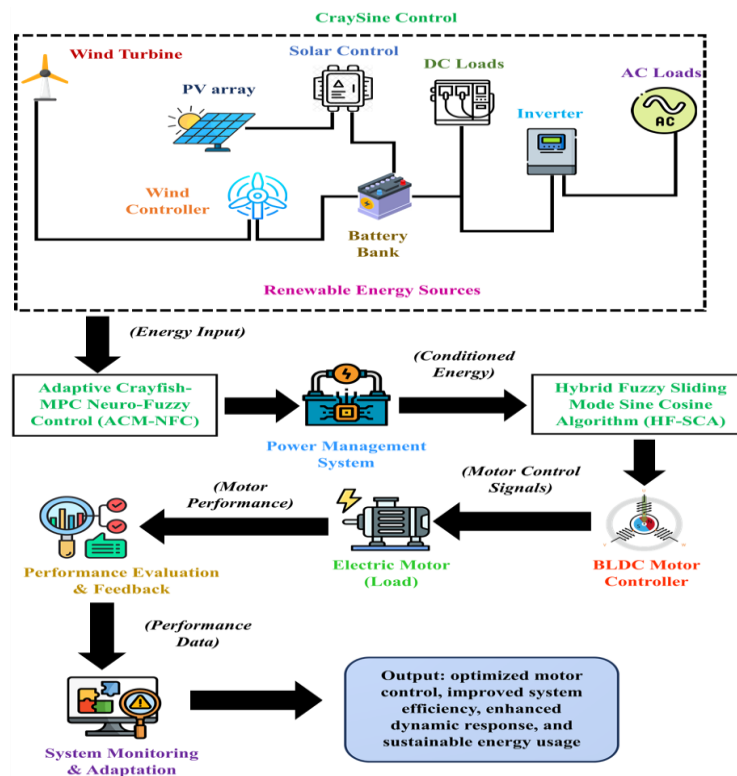 CraySine Control
Wind Turbine
Solar Control
DC Loads
AC Loads
PV array
Inverter
AC
Wind
Controller
Battery
Bank
Renewable Energy Sources
(Energy Input)
(Conditioned
Energy)
Adaptive Crayfish-
MPC Neuro-Fuzzy
Control (ACM-NFC)
Hybrid Fuzzy Sliding
Mode Sine Cosine
Algorithm (HF-SCA)
Power Management
System
(Motor
Performance)
(Motor Control
Signals)
Performance Evaluation
& Feedback
Electric Motor
(Load)
BLDC Motor
Controller
(Performance
Data)
Output: optimized motor
control, improved system
efficiency, enhanced
dynamic response, and
sustainable energy usage
System Monitoring
& Adaptation